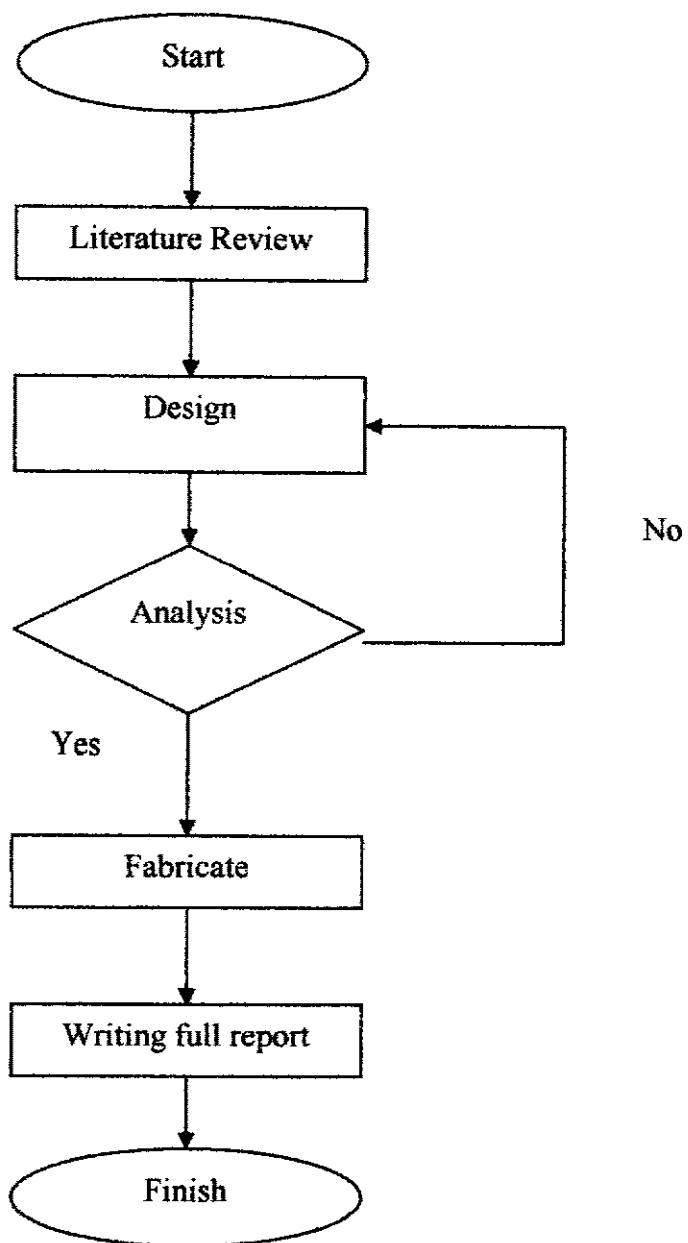 Start
Literature Review
Design
No
Analysis
Yes
Fabricate
Writing full report
Finish